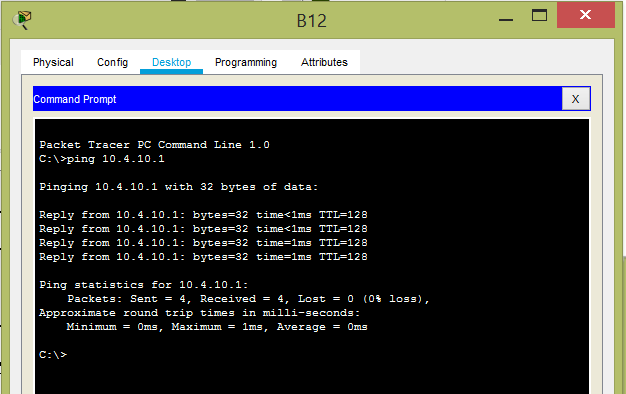 B12
Physical Config Desktop Programming Attributes
Command Prompt X
Packet Tracer PC Command Line 1.0
C:\>ping 10.4.10.1
Pinging 10.4.10.1 with 32 bytes of data:
Reply from 10.4.10.1: bytes=32 time<1ms TTL=128
Reply from 10.4.10.1: bytes=32 time<1ms TTL=128
Reply from 10.4.10.1: bytes=32 time=1ms TTL=128
Reply from 10.4.10.1: bytes=32 time=1ms TTL=128
Ping statistics for 10.4.10.1:
Packets: Sent = 4, Received = 4, Lost = 0 (0% loss),
Approximate round trip times in milli-seconds:
Minimum = 0ms, Maximum = 1ms, Average = 0ms
C:\>